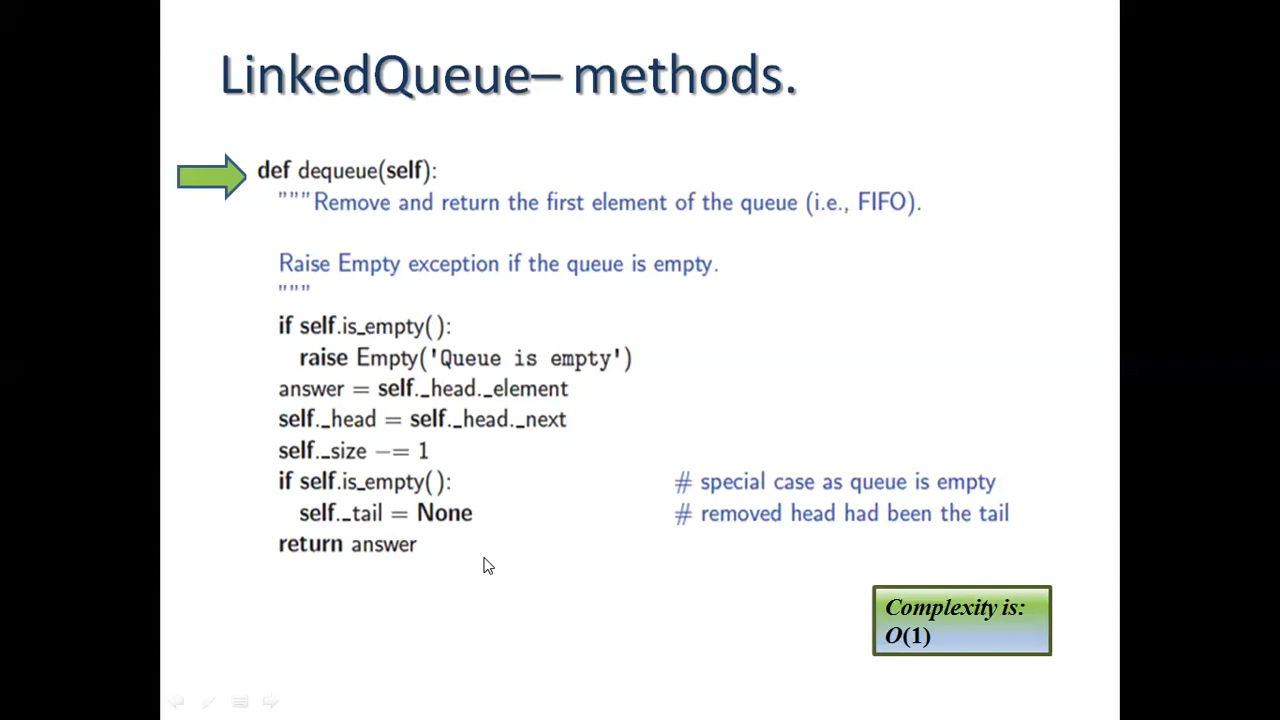 LinkedQueue– methods.
def dequeue(self):
"""Remove and return the first element of the queue (i.e., FIFO).
Raise Empty exception if the queue is empty.
"""
if self.is_empty():
raise Empty('Queue is empty')
answer = self._head._element
self._head = self._head._next
self._size −= 1
if self.is_empty(): # special case as queue is empty
self._tail = None # removed head had been the tail
return answer
Complexity is:
O(1)